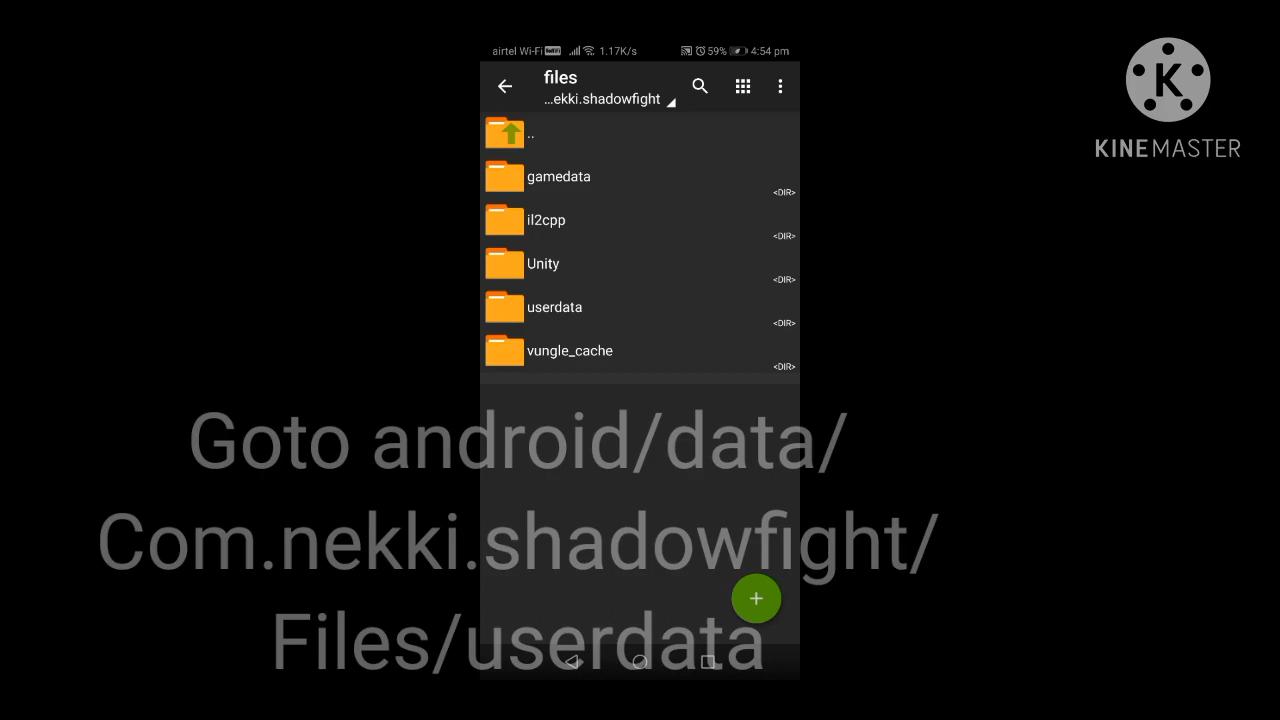 airtel Wi-Fi VoWiFi 1.17K/s 59% 4:54 pm
files
...ekki.shadowfight
..
gamedata
<DIR>
il2cpp
<DIR>
Unity
<DIR>
userdata
<DIR>
vungle_cache
<DIR>
Goto android/data/
Com.nekki.shadowfight/
Files/userdata
K
KINEMASTER